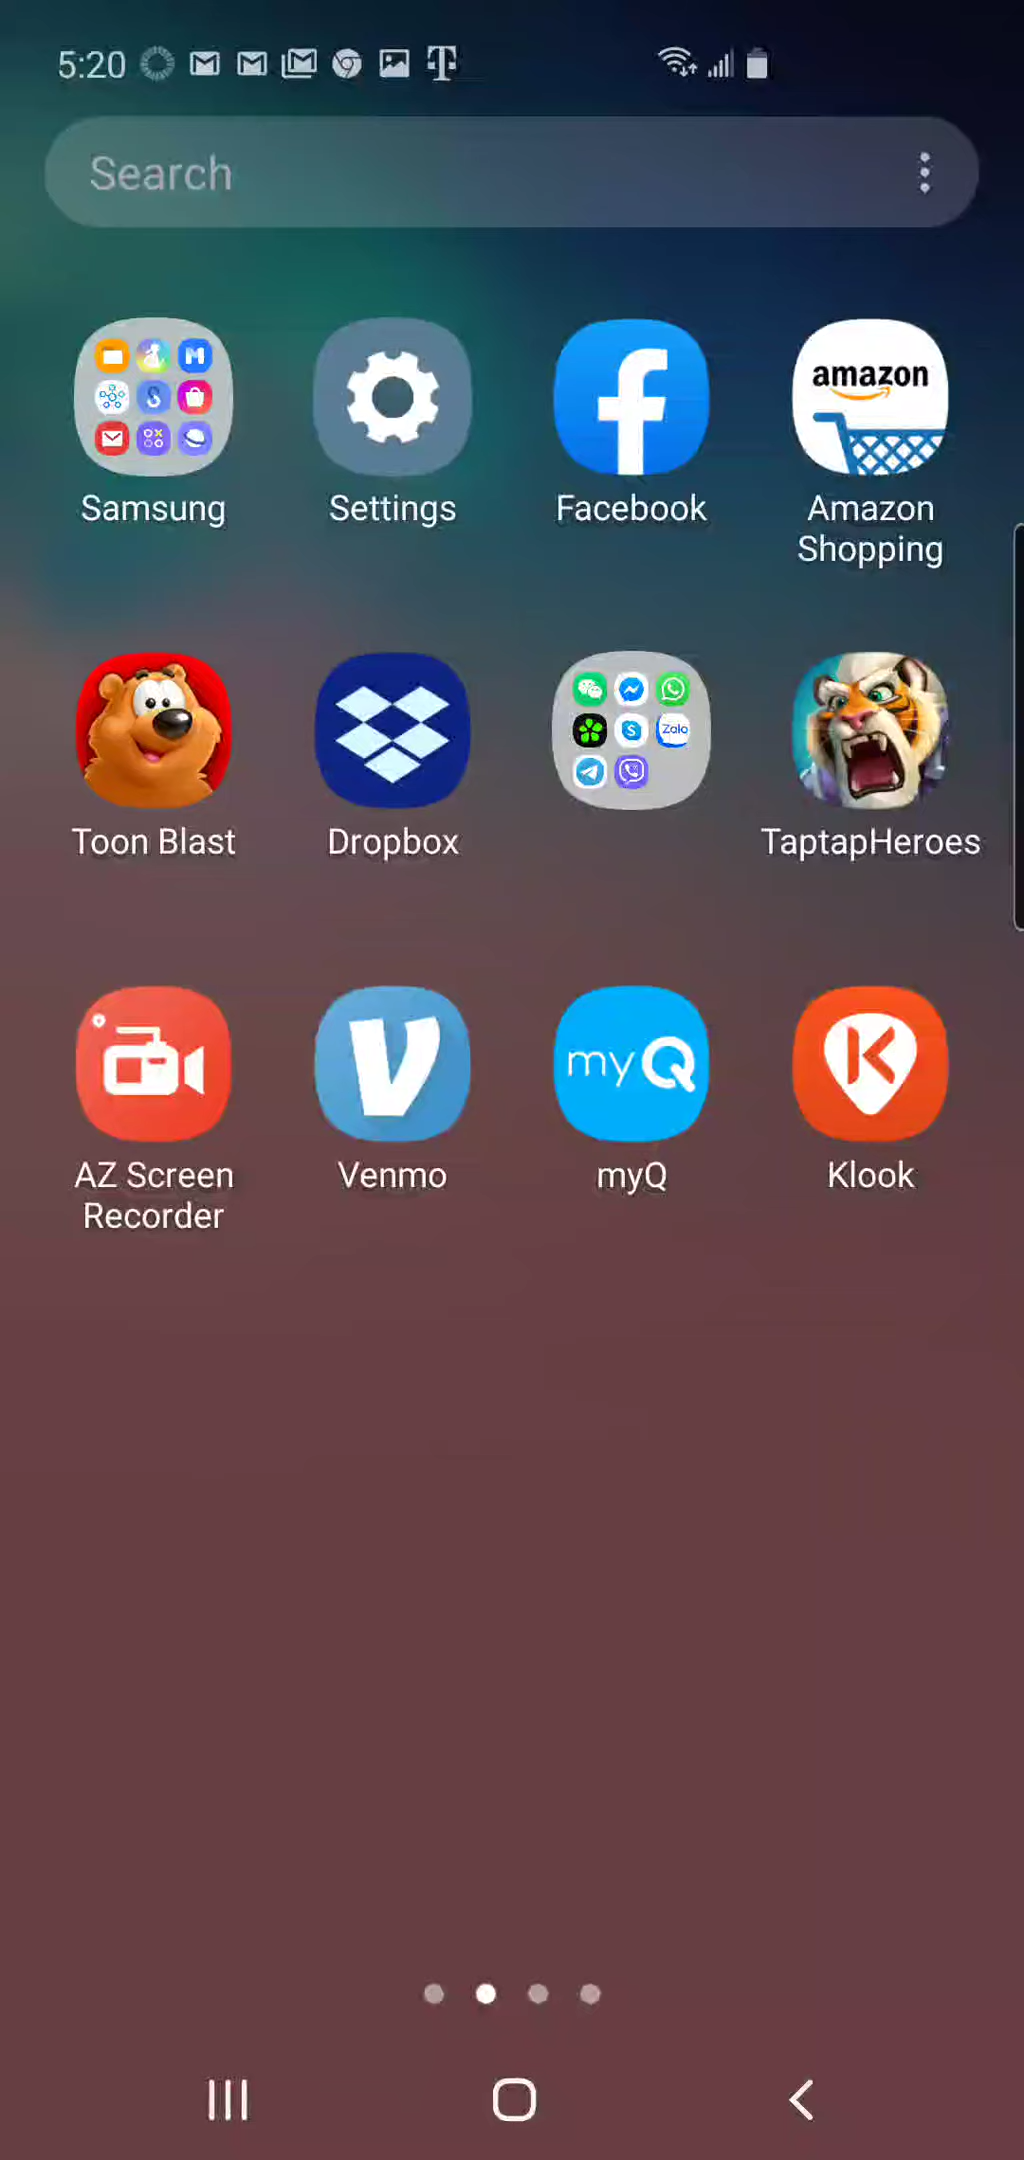 5:20
Search
amazon
Samsung
Settings
Facebook
Amazon
Shopping
Zalo
Toon Blast
Dropbox
TaptapHeroes
myQ
AZ Screen
Recorder
Venmo
myQ
Klook